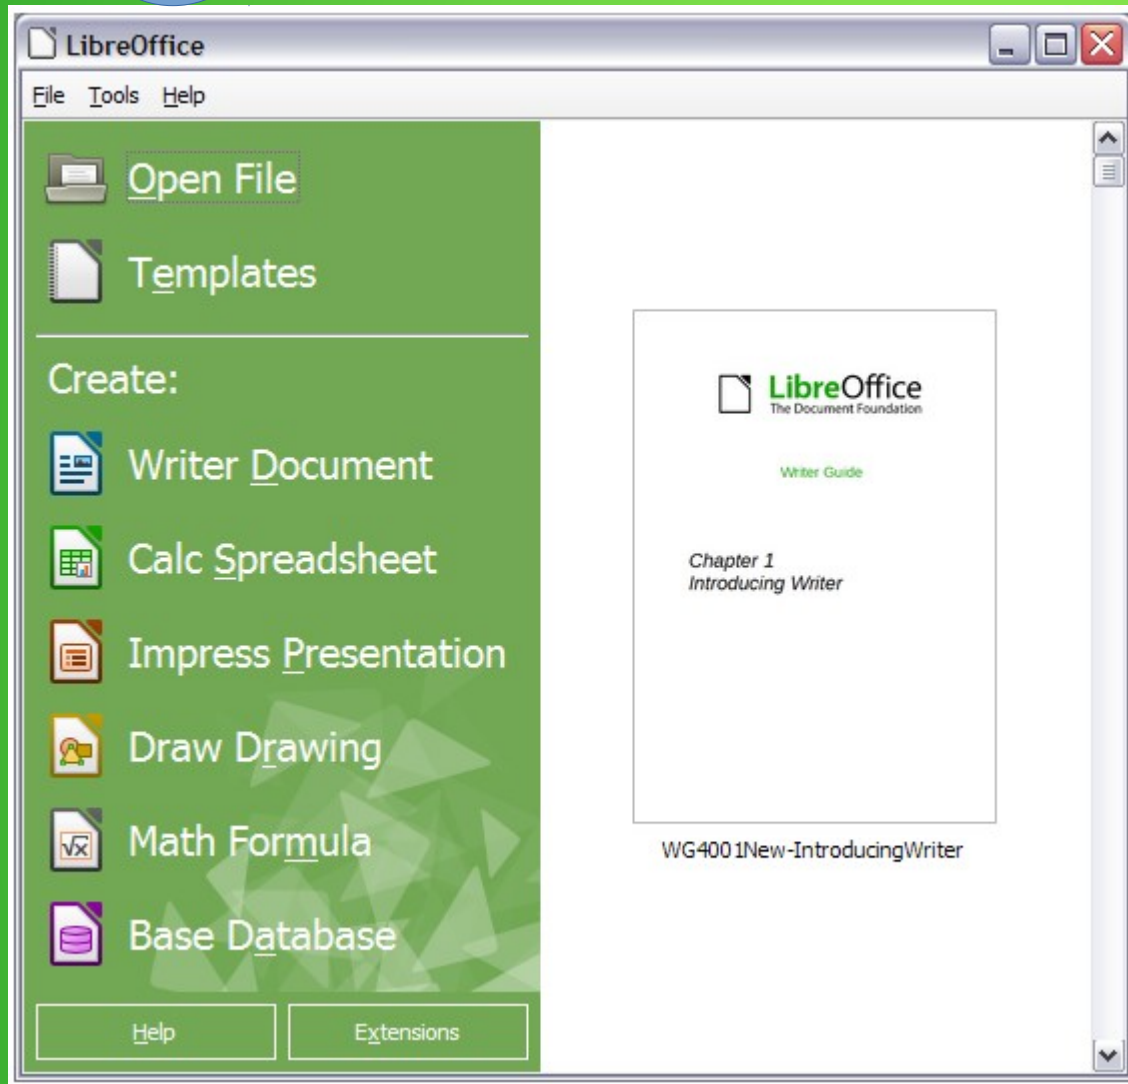 LibreOffice
File Tools Help
Open File
Templates
Create:
Writer Document
Calc Spreadsheet
Impress Presentation
Draw Drawing
Math Formula
Base Database
Help Extensions
LibreOffice
The Document Foundation
Writer Guide
Chapter 1
Introducing Writer
WG4001New-IntroducingWriter